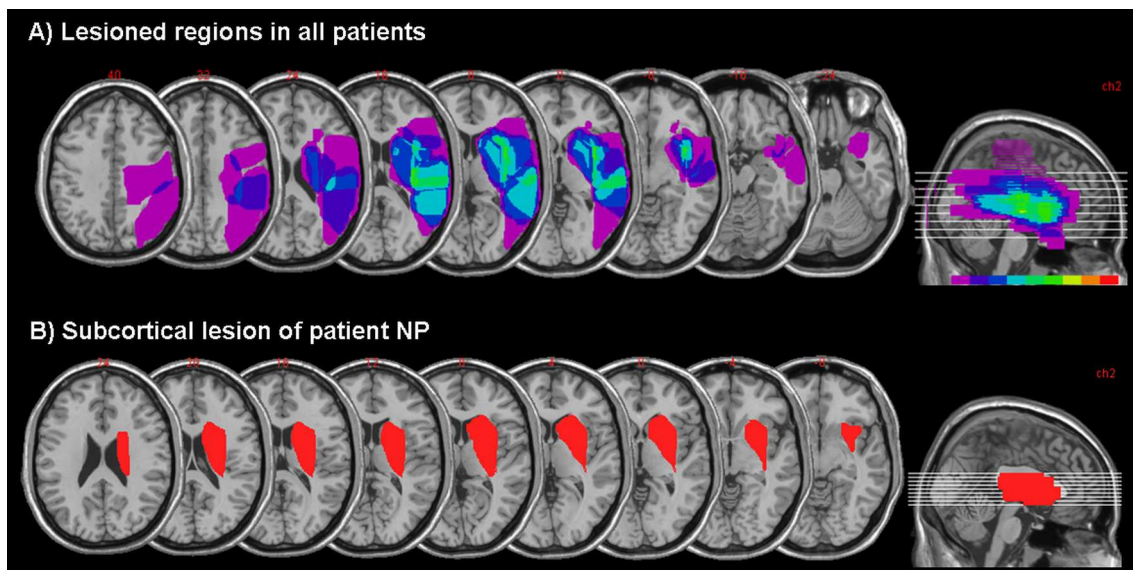 A) Lesioned regions in all patients
40 32 24 16 8 0 -8 -16 -24
ch2
B) Subcortical lesion of patient NP
24 20 16 12 8 4 0 -4 -8
ch2